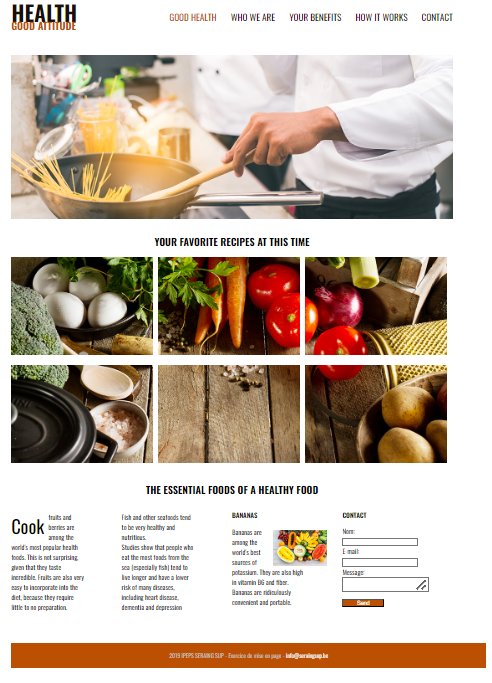 HEALTH
GOOD ATTITUDE
GOOD HEALTH WHO WE ARE YOUR BENEFITS HOW IT WORKS CONTACT
YOUR FAVORITE RECIPES AT THIS TIME
THE ESSENTIAL FOODS OF A HEALTHY FOOD
Cook fruits and
berries are
among the
world's most popular health
foods. This is not surprising,
given that they taste
incredible. Fruits are also very
easy to incorporate into the
diet, because they require
little to no preparation.
Fish and other seafoods tend
to be very healthy and
nutritious.
Studies show that people who
eat the most foods from the
sea (especially fish) tend to
live longer and have a lower
risk of many diseases,
including heart disease,
dementia and depression
BANANAS
Bananas are
among the
world's best
sources of
potassium. They are also high
in vitamin B6 and fiber.
Bananas are ridiculously
convenient and portable.
CONTACT
Nom:
E-mail:
Message:
Send
2019 IPEPS SERAING SUP - Exercice de mise en page - info@seraingsup.be